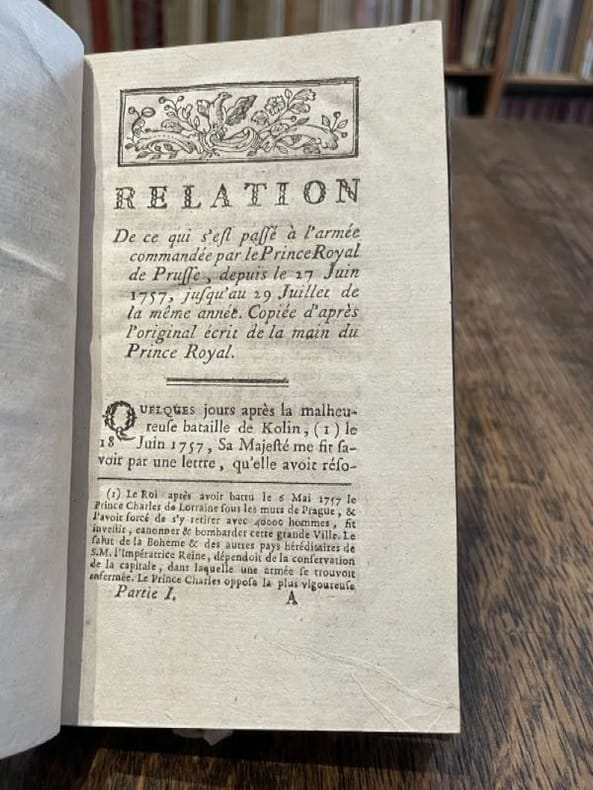 RELATION
De ce qui s'eſt paſſé à l'armée
commandée par le Prince Royal
de Pruſſe, depuis le 27 Juin
1757, juſqu'au 29 Juillet de
la même année. Copiée d'après
l'original écrit de la main du
Prince Royal.
QUELQUES jours après la malheu-
reuſe bataille de Kolin, (1) le
18 Juin 1757, Sa Majeſté me fit ſa-
voir par une lettre, qu'elle avoit réſo-
(1) Le Roi après avoir battu le 6 Mai 1757 le
Prince Charles de Lorraine ſous les murs de Prague, &
l'avoir forcé de s'y retirer avec 40000 hommes, fit
inveſtir, canonner & bombarder cette grande Ville. Le
ſalut de la Boheme & des autres pays héréditaires de
S.M. l'Impératrice Reine, dépendoit de la conſervation
de la capitale, dans laquelle une armée ſe trouvoit
enfermée. Le Prince Charles oppoſa la plus vigoureuſe
Partie I. A